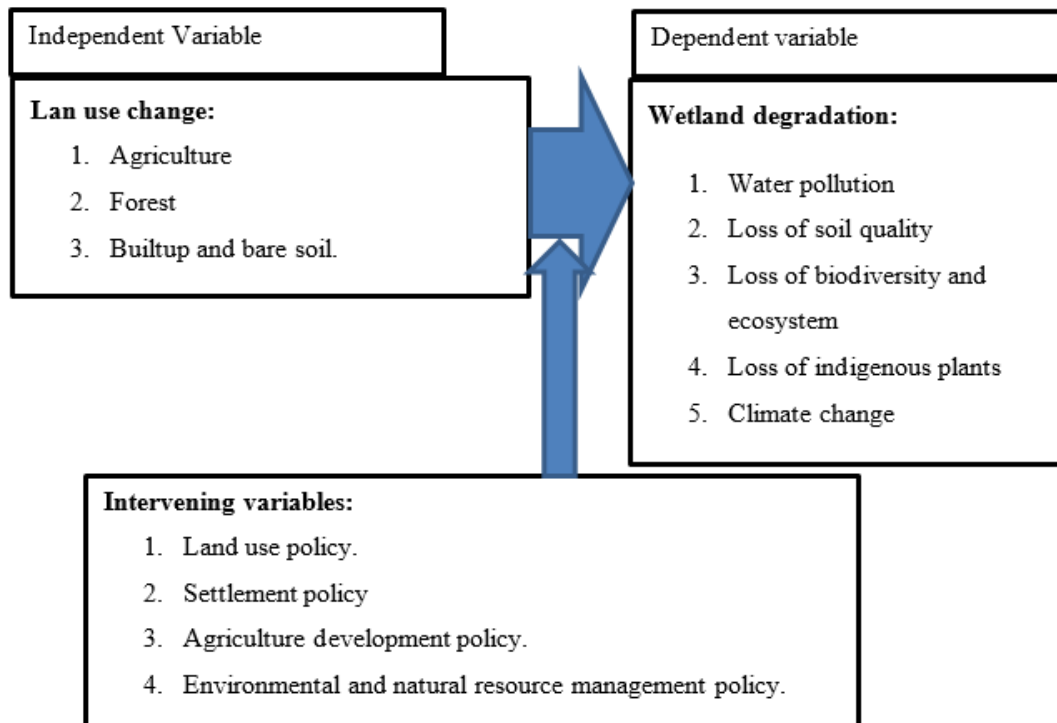 Independent Variable
Lan use change:
1. Agriculture
2. Forest
3. Builtup and bare soil.
Dependent variable
Wetland degradation:
1. Water pollution
2. Loss of soil quality
3. Loss of biodiversity and
ecosystem
4. Loss of indigenous plants
5. Climate change
Intervening variables:
1. Land use policy.
2. Settlement policy
3. Agriculture development policy.
4. Environmental and natural resource management policy.